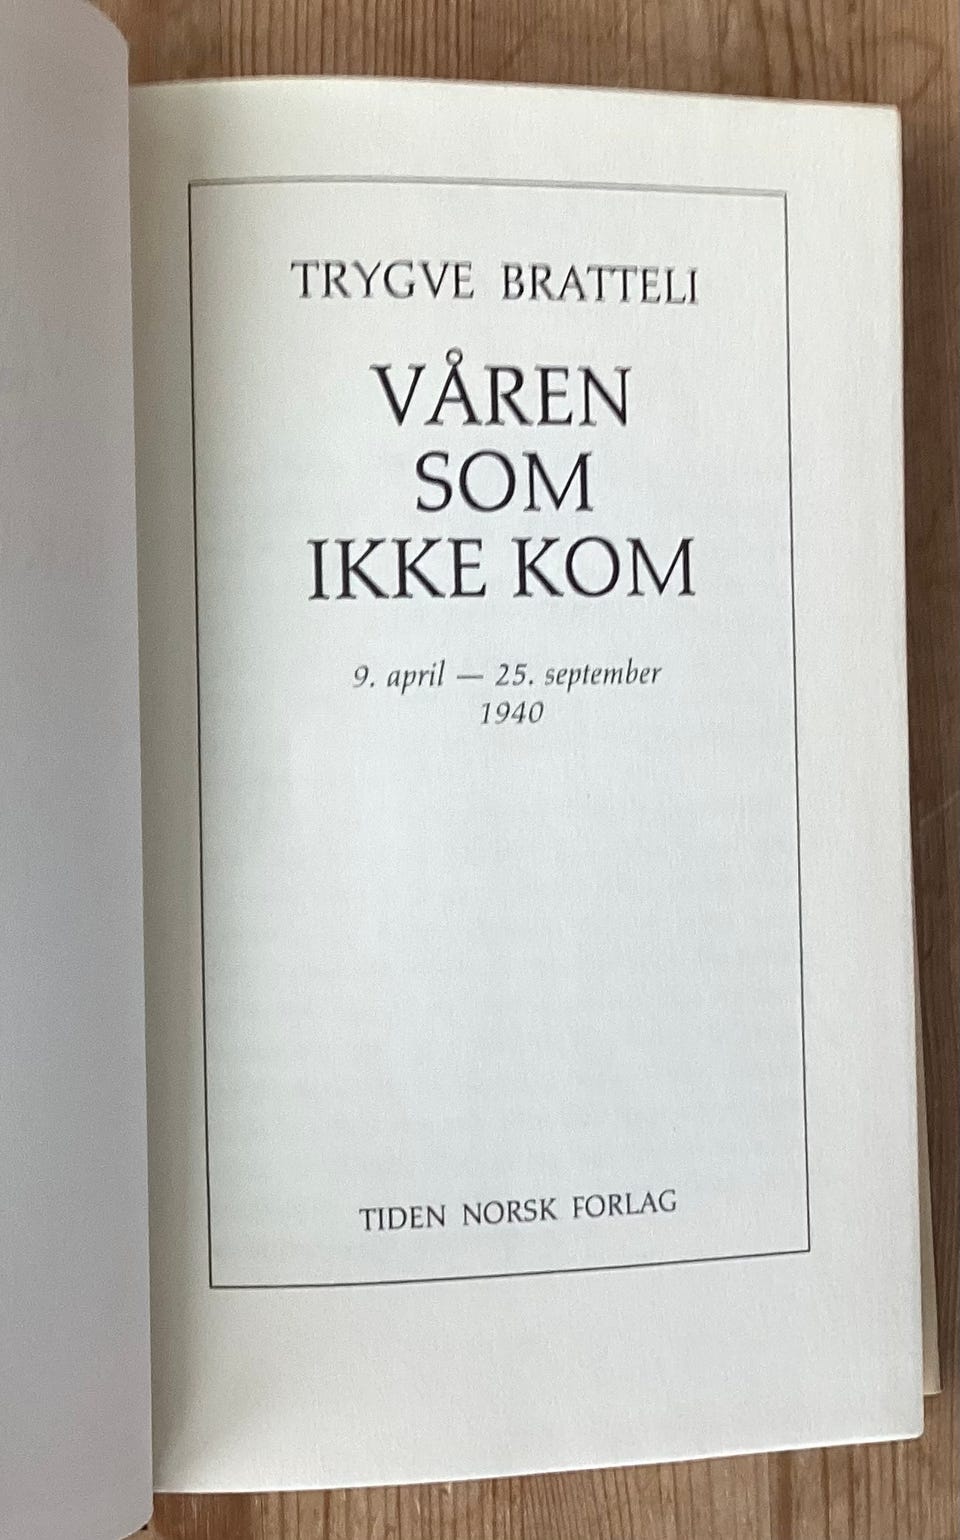 TRYGVE BRATTELI
VÅREN
SOM
IKKE KOM
9. april — 25. september
1940
TIDEN NORSK FORLAG